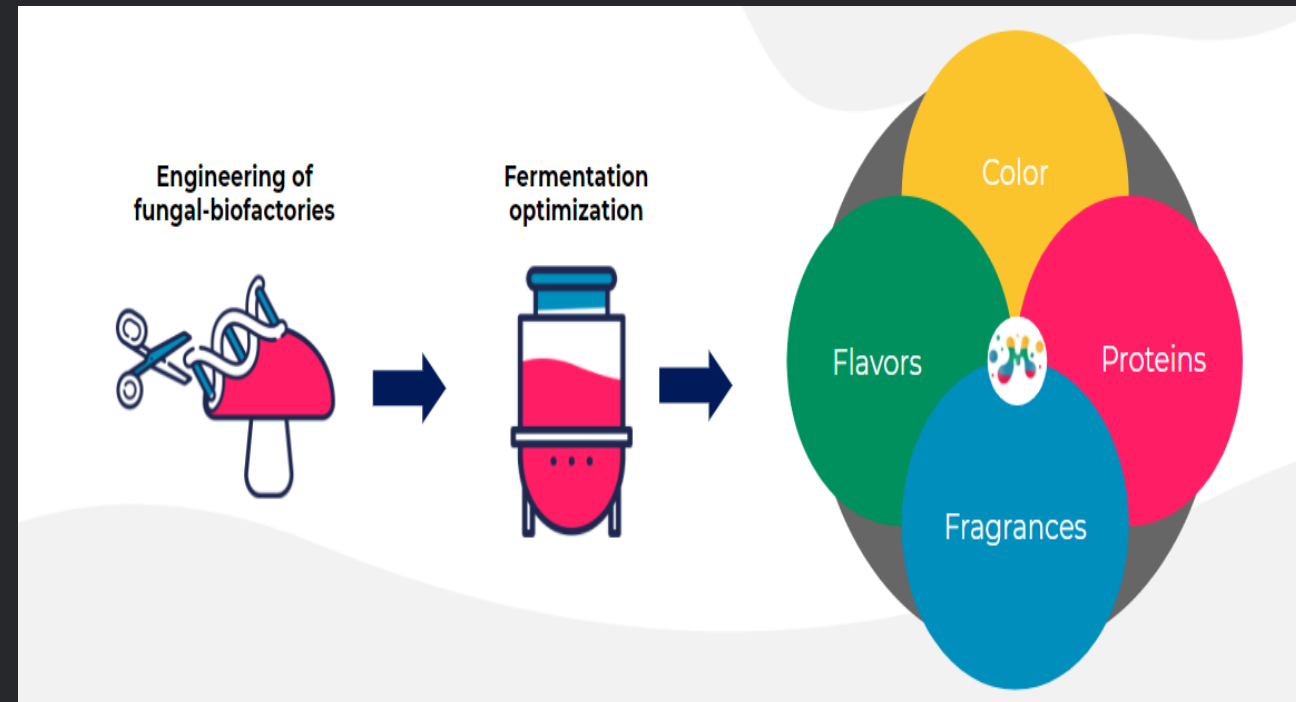 Engineering of
fungal-biofactories
Fermentation
optimization
Color
Flavors
Proteins
Fragrances